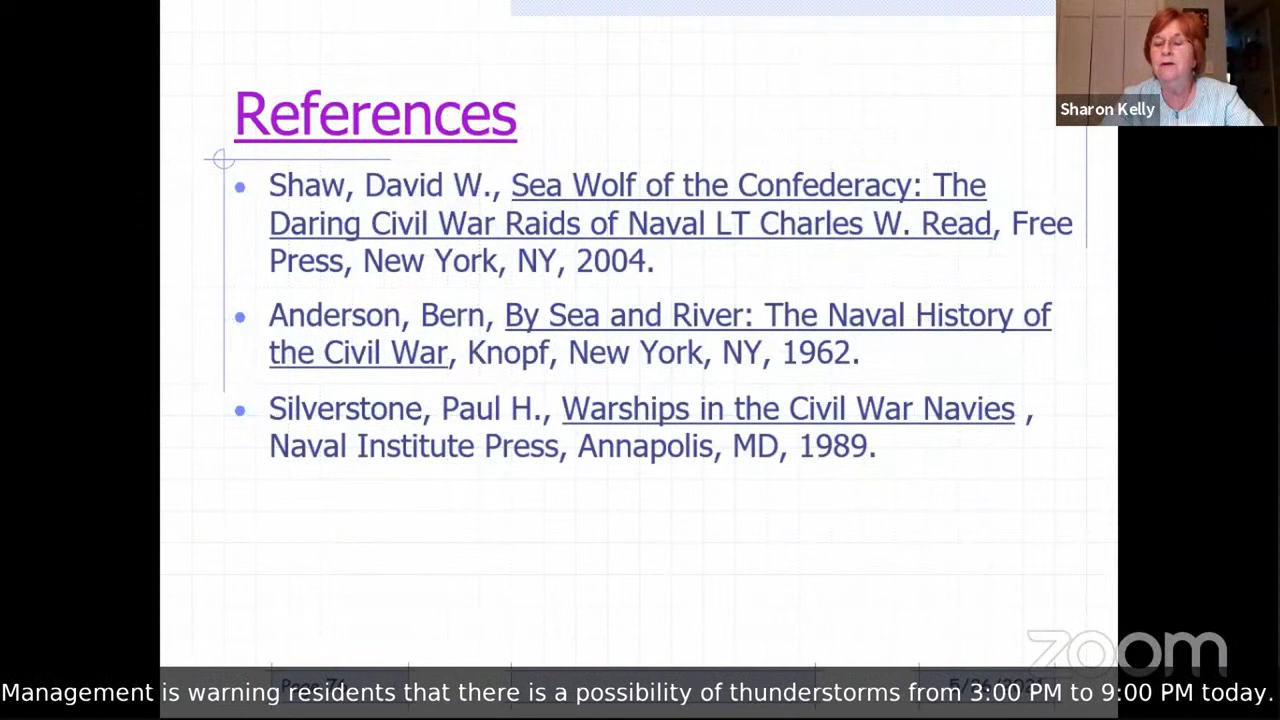 References
Sharon Kelly
• Shaw, David W., Sea Wolf of the Confederacy: The
Daring Civil War Raids of Naval LT Charles W. Read, Free
Press, New York, NY, 2004.
• Anderson, Bern, By Sea and River: The Naval History of
the Civil War, Knopf, New York, NY, 1962.
• Silverstone, Paul H., Warships in the Civil War Navies ,
Naval Institute Press, Annapolis, MD, 1989.
zoom
Management is warning residents that there is a possibility of thunderstorms from 3:00 PM to 9:00 PM today.